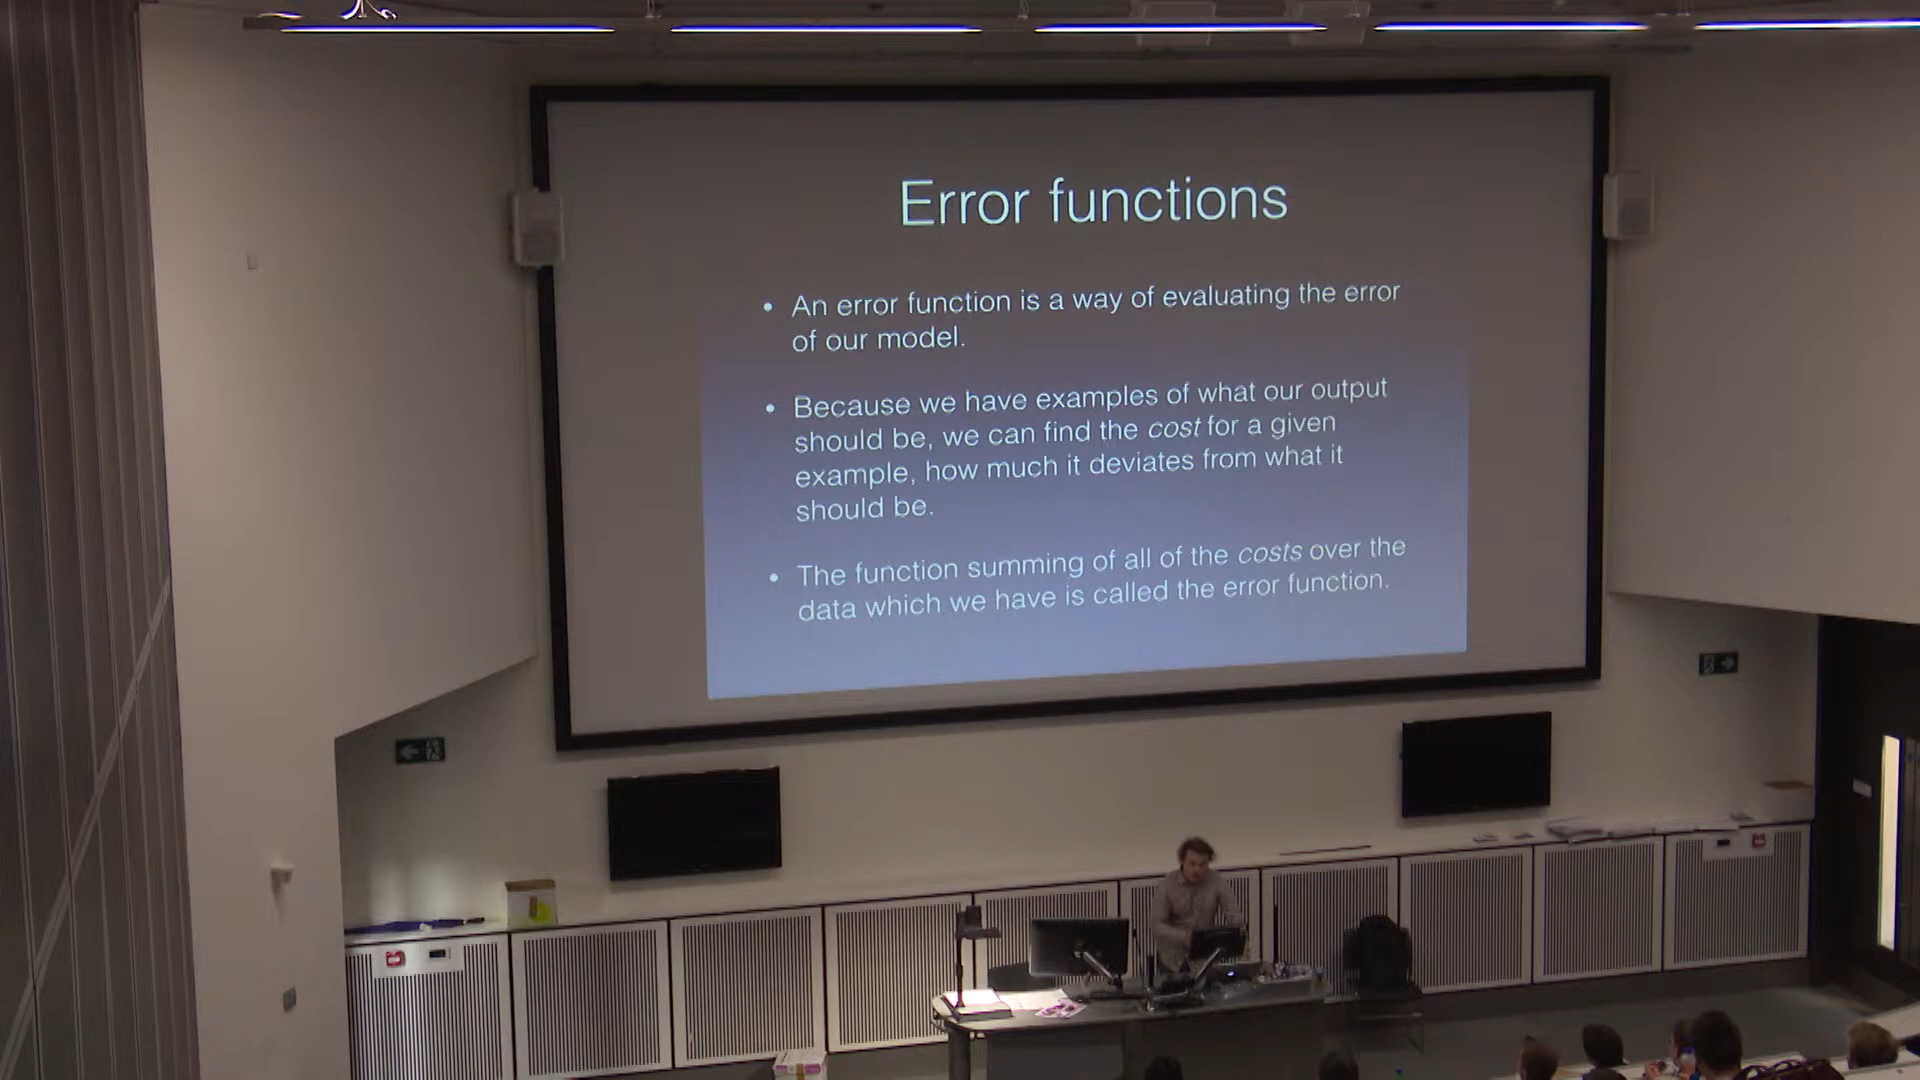 Error functions
• An error function is a way of evaluating the error
of our model.
• Because we have examples of what our output
should be, we can find the cost for a given
example, how much it deviates from what it
should be.
• The function summing of all of the costs over the
data which we have is called the error function.